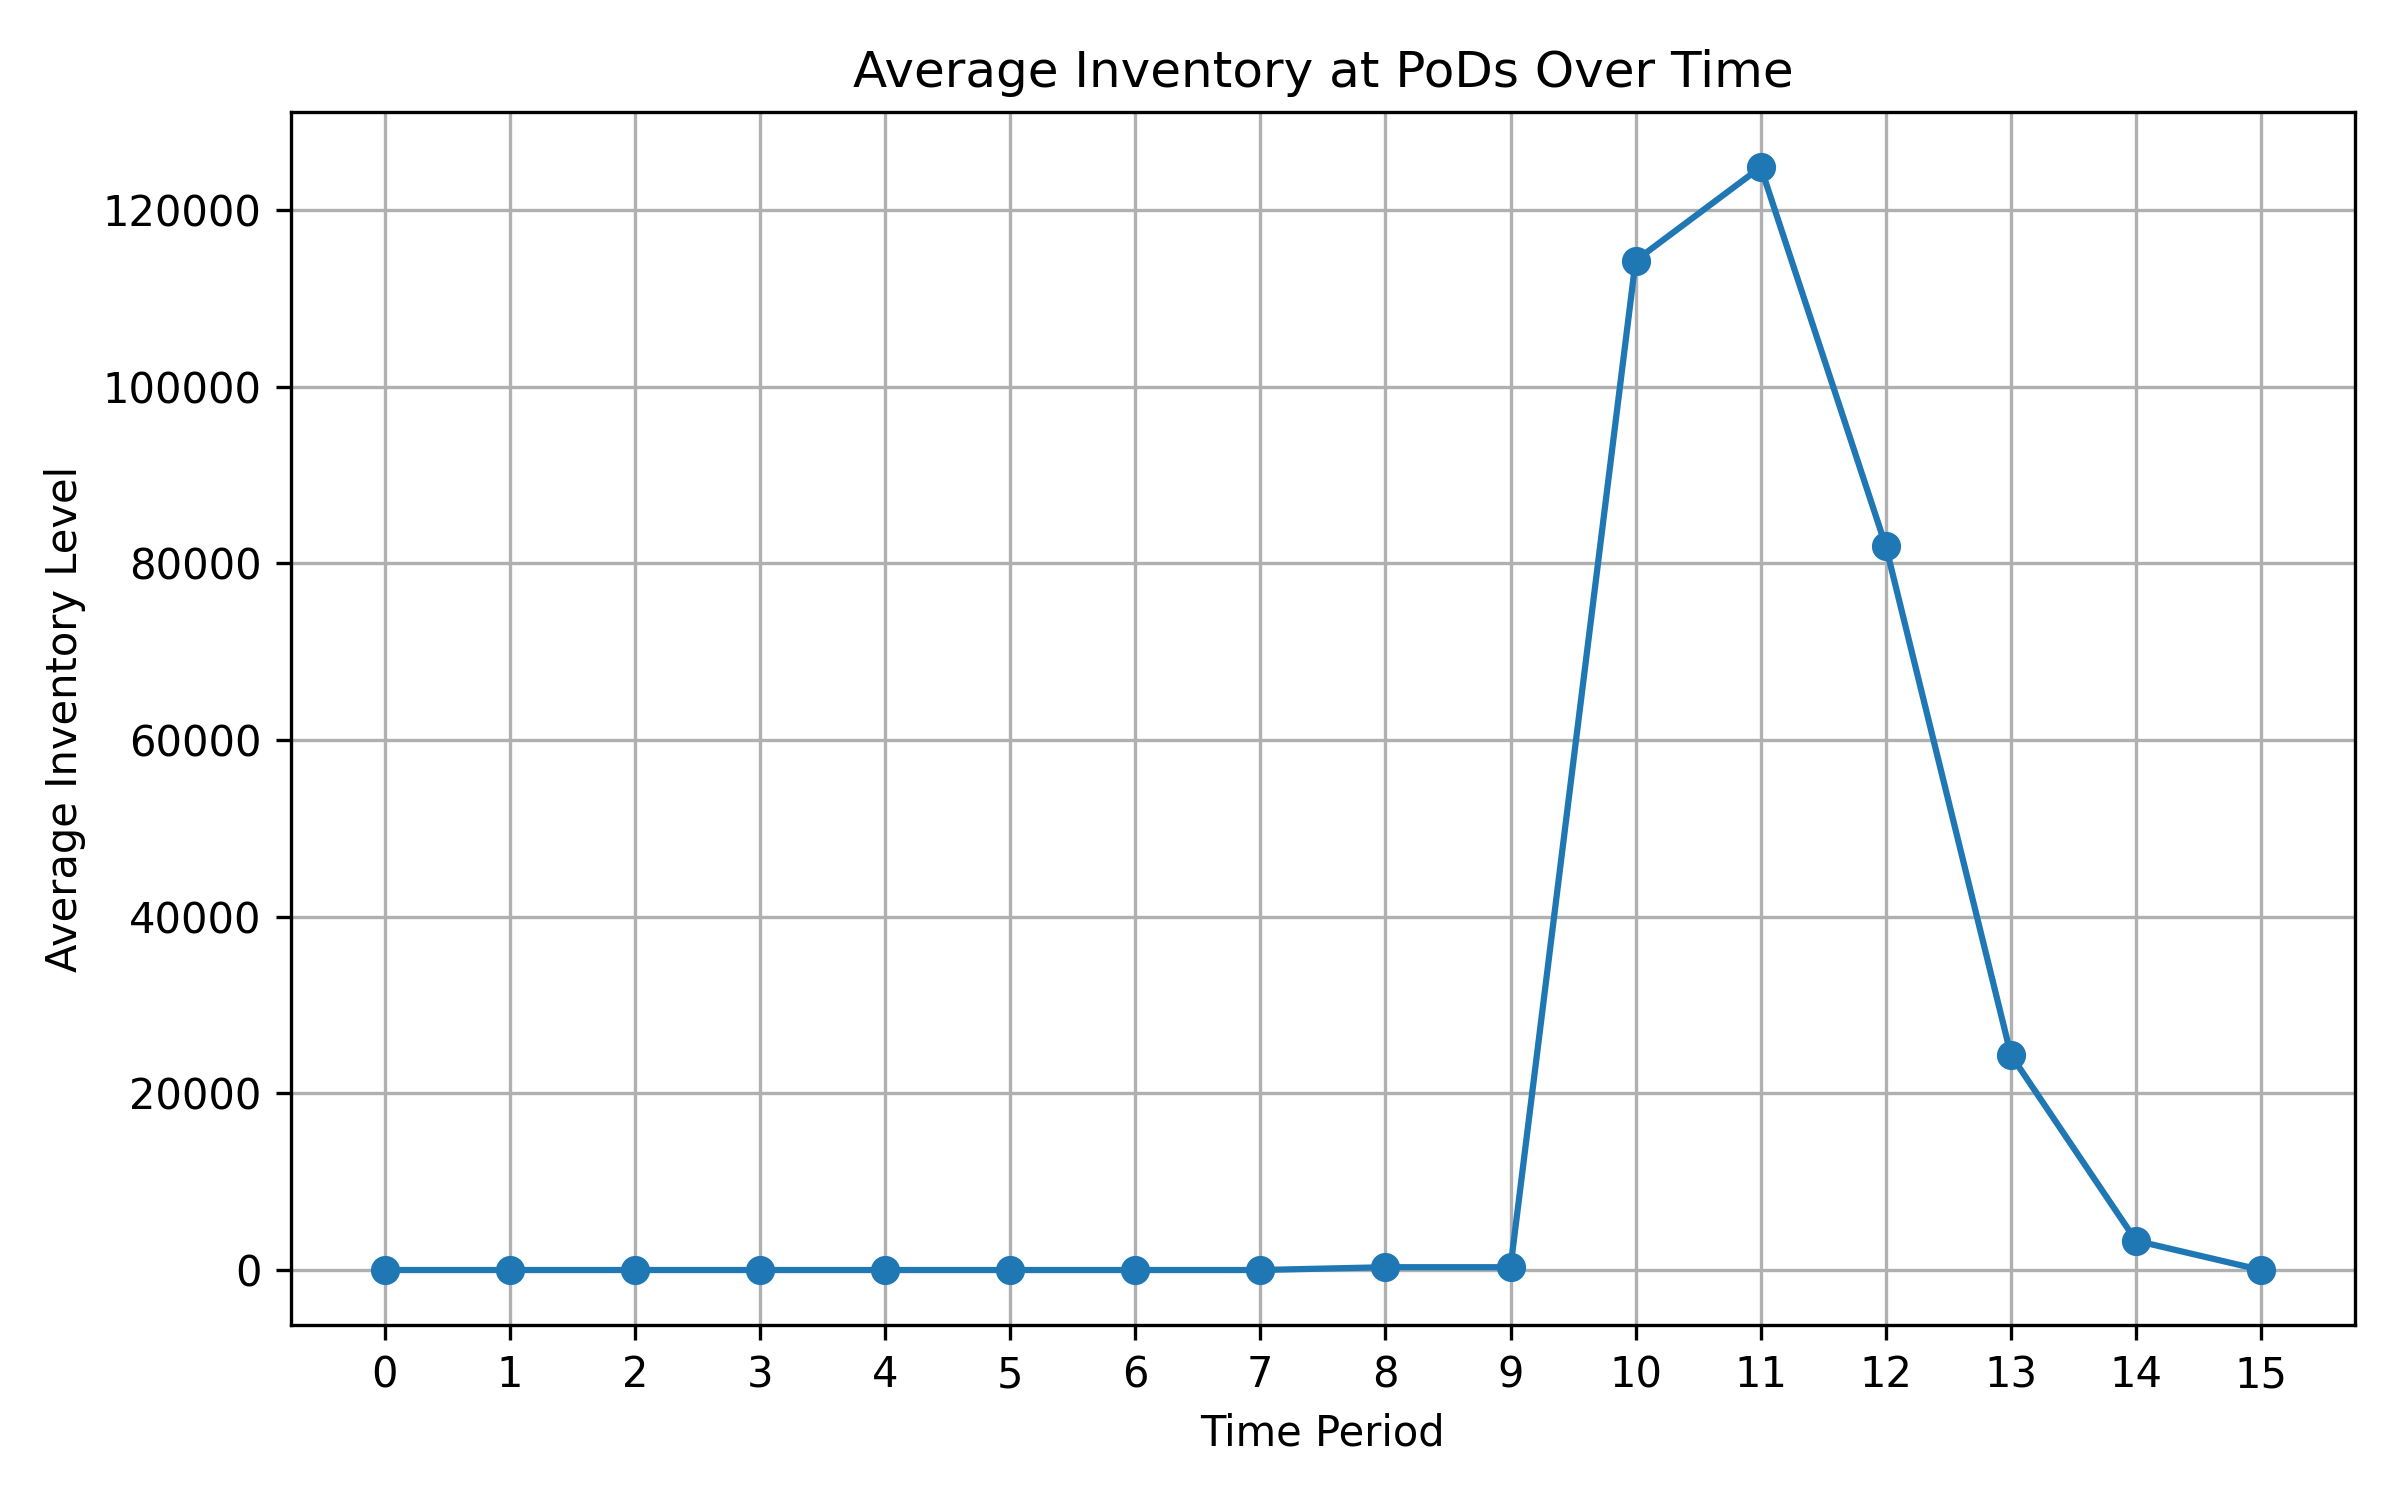 Average Inventory at PoDs Over Time
Average Inventory Level
120000
100000
80000
60000
40000
20000
0
0 1 2 3 4 5 6 7 8 9 10 11 12 13 14 15
Time Period